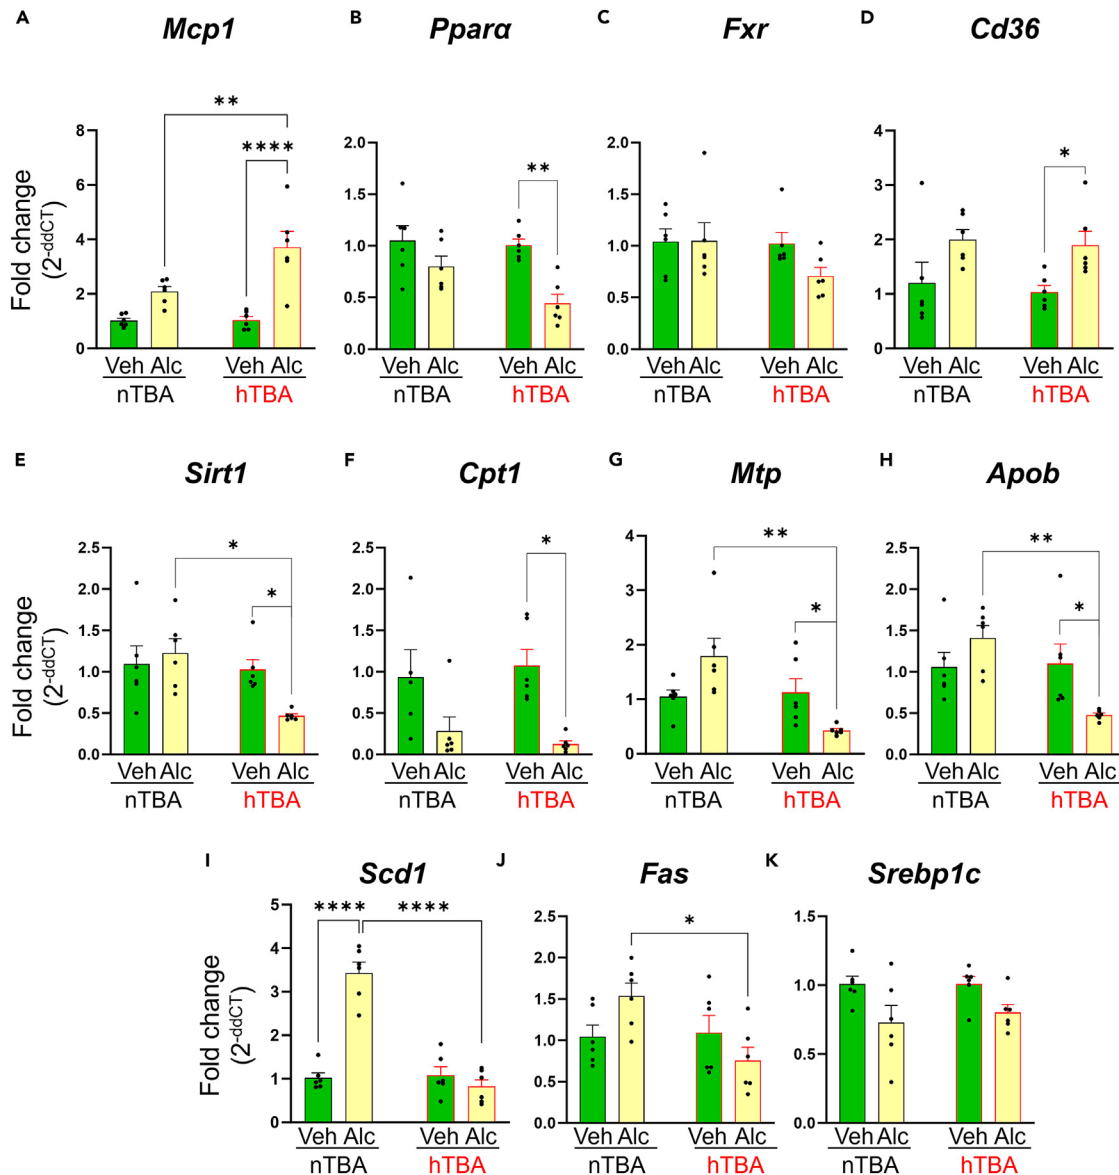 A Mcp1 B Pparα C Fxr D Cd36
** **** ** *
Fold change (2-ddCT)
8 6 4 2 0
2.0 1.5 1.0 0.5 0.0
2.0 1.5 1.0 0.5 0.0
4 3 2 1 0
Veh Alc Veh Alc Veh Alc Veh Alc Veh Alc Veh Alc Veh Alc Veh Alc
nTBA hTBA nTBA hTBA nTBA hTBA nTBA hTBA
E Sirt1 F Cpt1 G Mtp H Apob
* * * ** * ** *
Fold change (2-ddCT)
2.5 2.0 1.5 1.0 0.5 0.0
2.5 2.0 1.5 1.0 0.5 0.0
4 3 2 1 0
2.5 2.0 1.5 1.0 0.5 0.0
Veh Alc Veh Alc Veh Alc Veh Alc Veh Alc Veh Alc Veh Alc Veh Alc
nTBA hTBA nTBA hTBA nTBA hTBA nTBA hTBA
I Scd1 J Fas K Srebp1c
**** **** *
Fold change (2-ddCT)
5 4 3 2 1 0
2.5 2.0 1.5 1.0 0.5 0.0
1.5 1.0 0.5 0.0
Veh Alc Veh Alc Veh Alc Veh Alc Veh Alc Veh Alc
nTBA hTBA nTBA hTBA nTBA hTBA